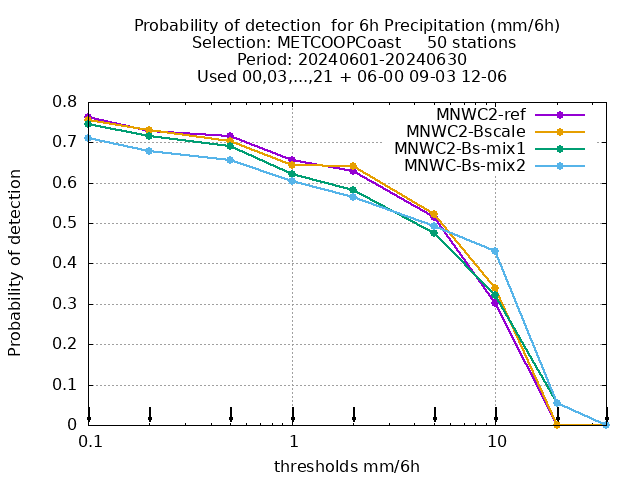 Probability of detection  for 6h Precipitation (mm/6h)
Selection: METCOOPCoast     50 stations
Period: 20240601-20240630
Used 00,03,...,21 + 06-00 09-03 12-06
MNWC2-ref
MNWC2-Bscale
MNWC2-Bs-mix1
MNWC-Bs-mix2
Probability of detection
0.8
0.7
0.6
0.5
0.4
0.3
0.2
0.1
0
0.1
1
10
thresholds mm/6h